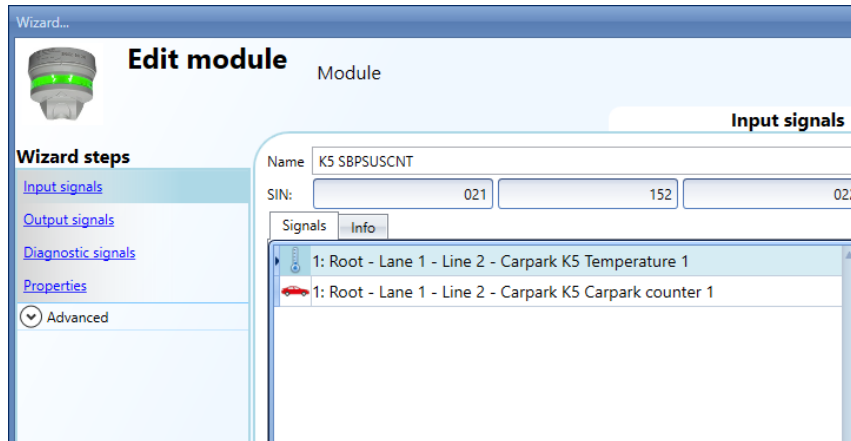 Wizard...
Edit module
Module
Input signals
Wizard steps
Input signals
Output signals
Diagnostic signals
Properties
Advanced
Name K5 SBPSUSCNT
SIN: 021 152 02
Signals Info
1: Root - Lane 1 - Line 2 - Carpark K5 Temperature 1
1: Root - Lane 1 - Line 2 - Carpark K5 Carpark counter 1